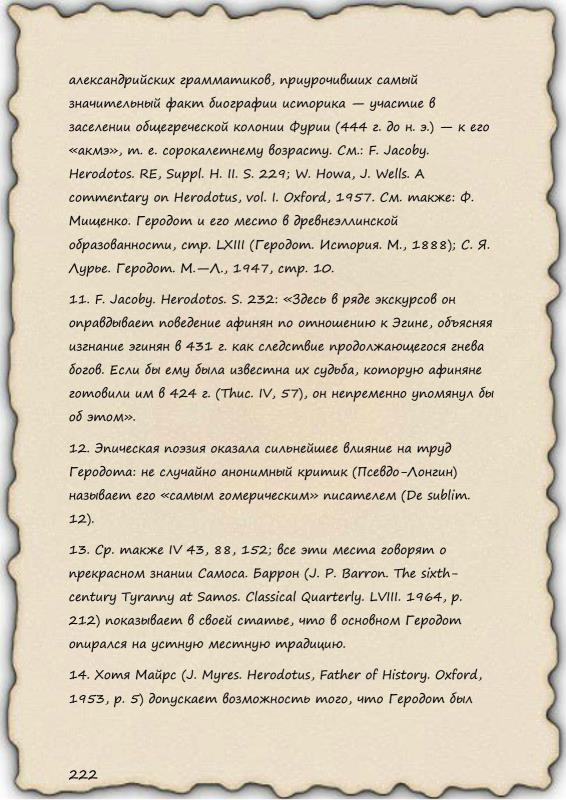 александрийских грамматиков, приурочивших самый
значительный факт биографии историка — участие в
заселении общегреческой колонии Фурии (444 г. до н. э.) — к его
«акмэ», т. е. сорокалетнему возрасту. См.: F. Jacoby.
Herodotos. RE, Suppl. H. II. S. 229; W. Howa, J. Wells. A
commentary on Herodotus, vol. I. Oxford, 1957. См. также: Ф.
Мищенко. Геродот и его место в древнеэллинской
образованности, стр. LXIII (Геродот. История. М., 1888); С. Я.
Лурье. Геродот. М.—Л., 1947, стр. 10.
11. F. Jacoby. Herodotos. S. 232: «Здесь в ряде экскурсов он
оправдывает поведение афинян по отношению к Эгине, объясняя
изгнание эгинян в 431 г. как следствие продолжающегося гнева
богов. Если бы ему была известна их судьба, которую афиняне
готовили им в 424 г. (Thuc. IV, 57), он непременно упомянул бы
об этом».
12. Эпическая поэзия оказала сильнейшее влияние на труд
Геродота: не случайно анонимный критик (Псевдо-Лонгин)
называет его «самым гомерическим» писателем (De sublim.
12).
13. Ср. также IV 43, 88, 152; все эти места говорят о
прекрасном знании Самоса. Баррон (J. P. Barron. The sixth-
century Tyranny at Samos. Classical Quarterly. LVIII. 1964, p.
212) показывает в своей статье, что в основном Геродот
опирался на устную местную традицию.
14. Хотя Майрс (J. Myres. Herodotus, Father of History. Oxford,
1953, p. 5) допускает возможность того, что Геродот был
222